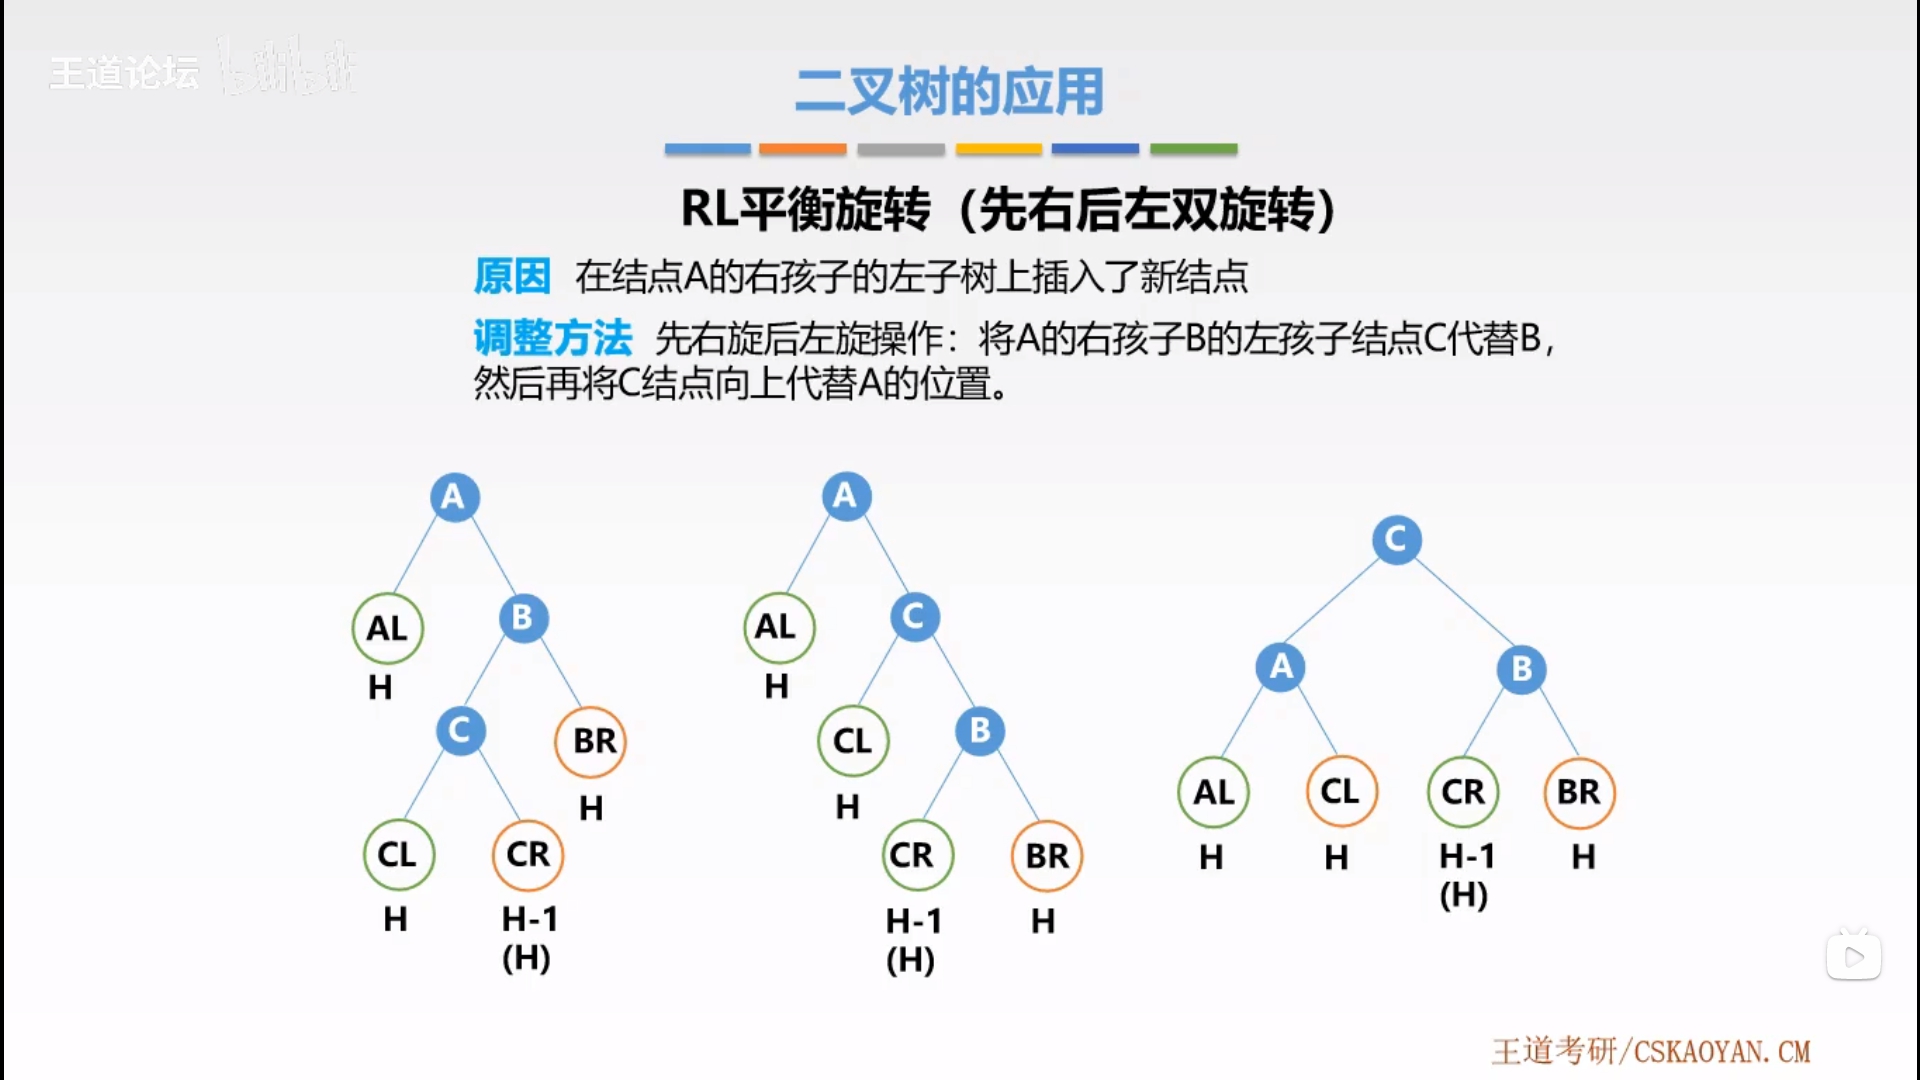 王道论坛 bilibili
二叉树的应用
RL平衡旋转（先右后左双旋转）
原因 在结点A的右孩子的左子树上插入了新结点
调整方法 先右旋后左旋操作：将A的右孩子B的左孩子结点C代替B，
然后再将C结点向上代替A的位置。
A
AL
H
B
C
BR
H
CL
H
CR
H-1
(H)
A
AL
H
C
CL
H
B
CR
H-1
(H)
BR
H
C
A
B
AL
H
CL
H
CR
H-1
(H)
BR
H
王道考研/CSKAOYAN.CM